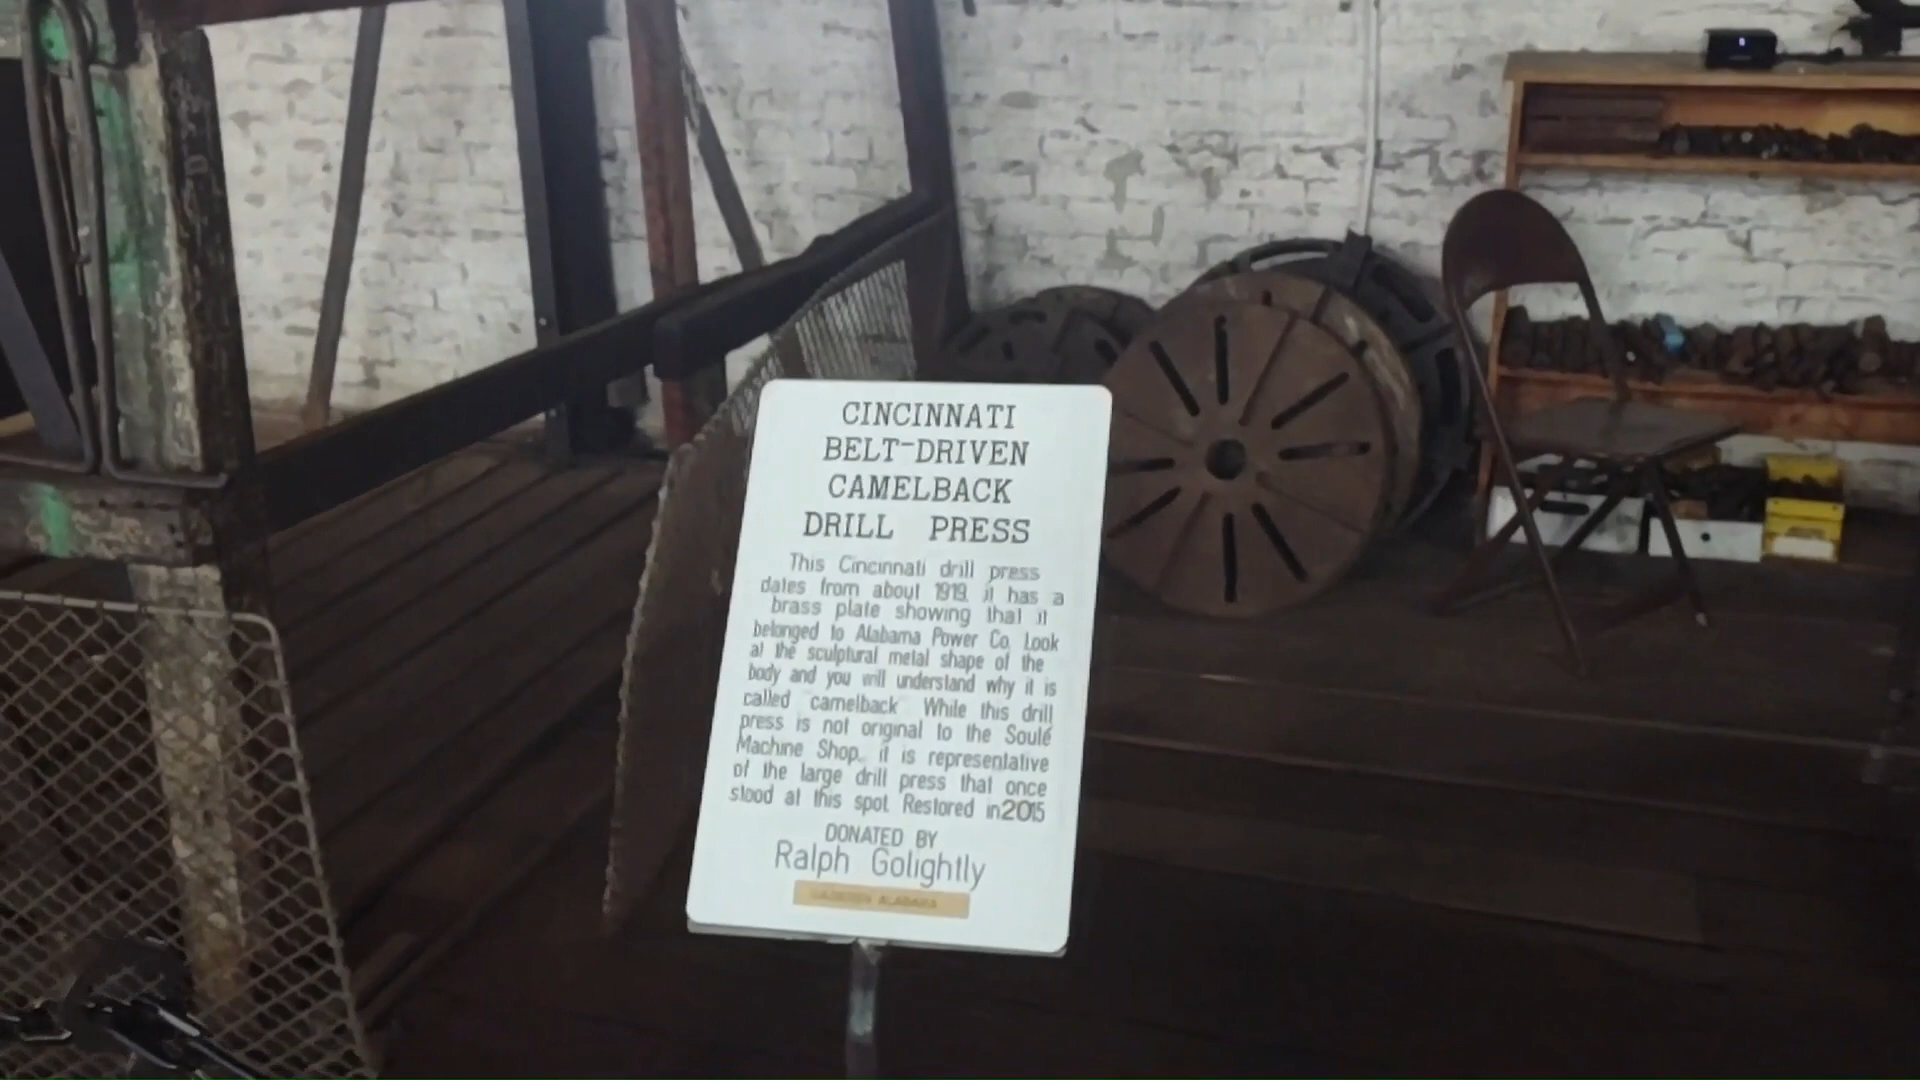 CINCINNATI
BELT-DRIVEN
CAMELBACK
DRILL PRESS
This Cincinnati drill press
dates from about 1919. it has a
brass plate showing that it
belonged to Alabama Power Co. Look
at the sculptural metal shape of the
body and you will understand why it is
called camelback While this drill
press is not original to the Soulé
Machine Shop, it is representative
of the large drill press that once
stood at this spot. Restored in 2015
DONATED BY
Ralph Golightly
ALABAMA